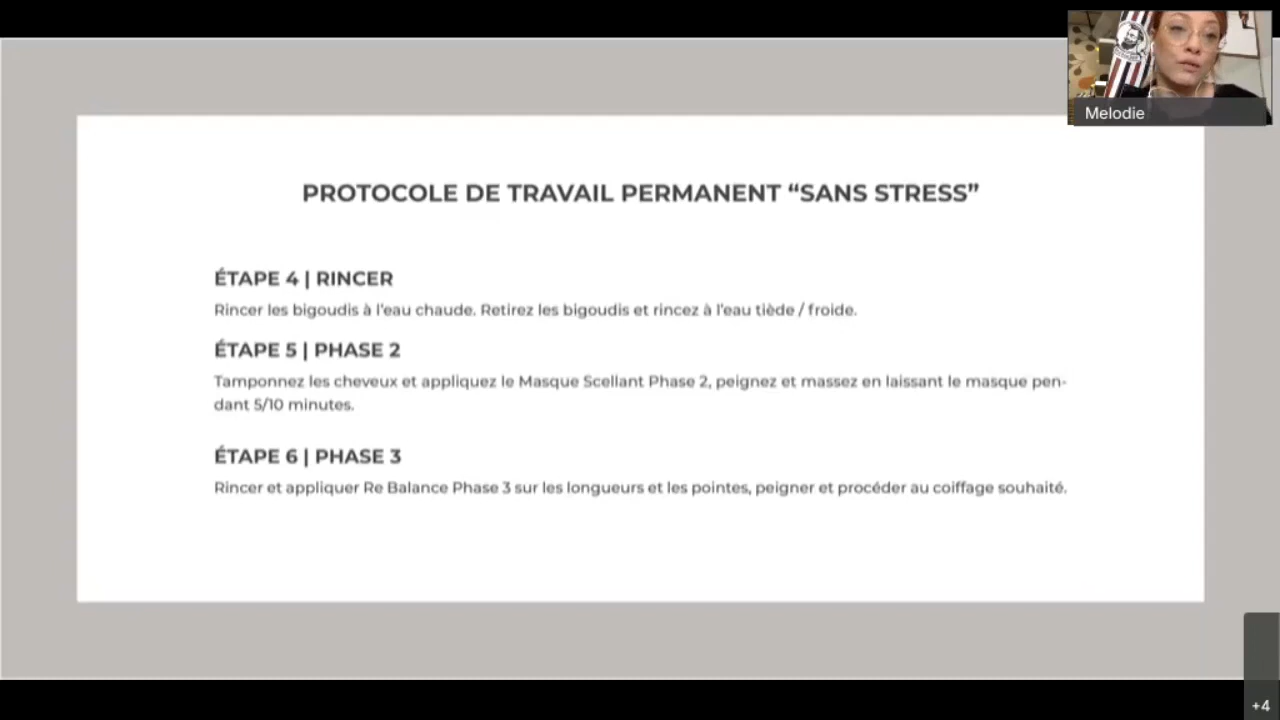 Melodie
PROTOCOLE DE TRAVAIL PERMANENT “SANS STRESS”
ÉTAPE 4 | RINCER
Rincer les bigoudis à l'eau chaude. Retirez les bigoudis et rincez à l'eau tiède / froide.
ÉTAPE 5 | PHASE 2
Tamponnez les cheveux et appliquez le Masque Scellant Phase 2, peignez et massez en laissant le masque pen-
dant 5/10 minutes.
ÉTAPE 6 | PHASE 3
Rincer et appliquer Re Balance Phase 3 sur les longueurs et les pointes, peigner et procéder au coiffage souhaité.
+4